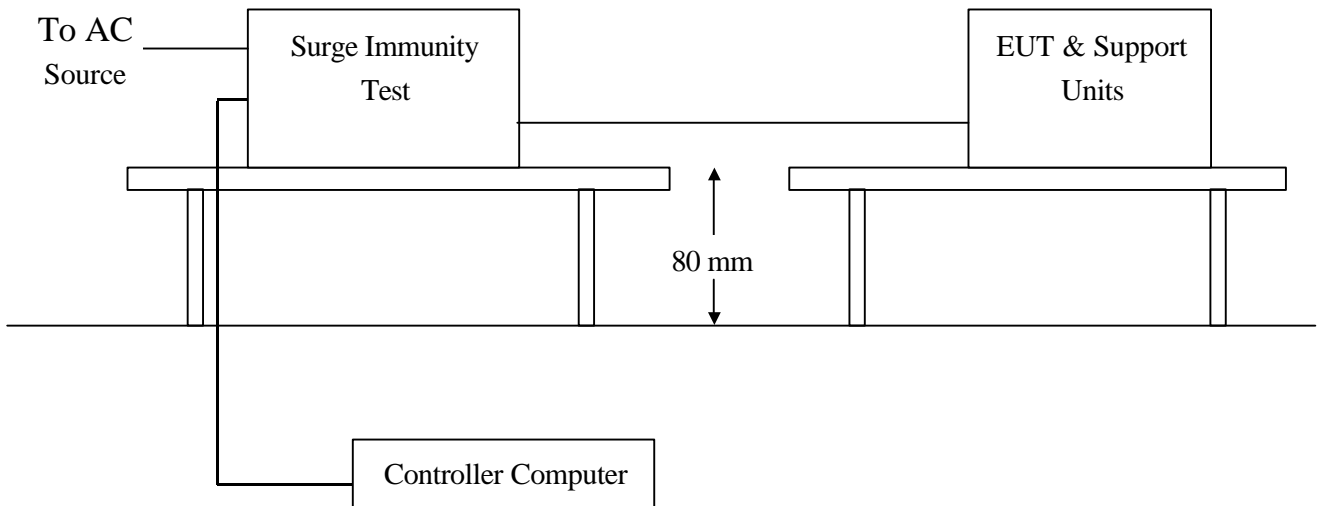 To AC
Source
Surge Immunity
Test
EUT & Support
Units
80 mm
Controller Computer